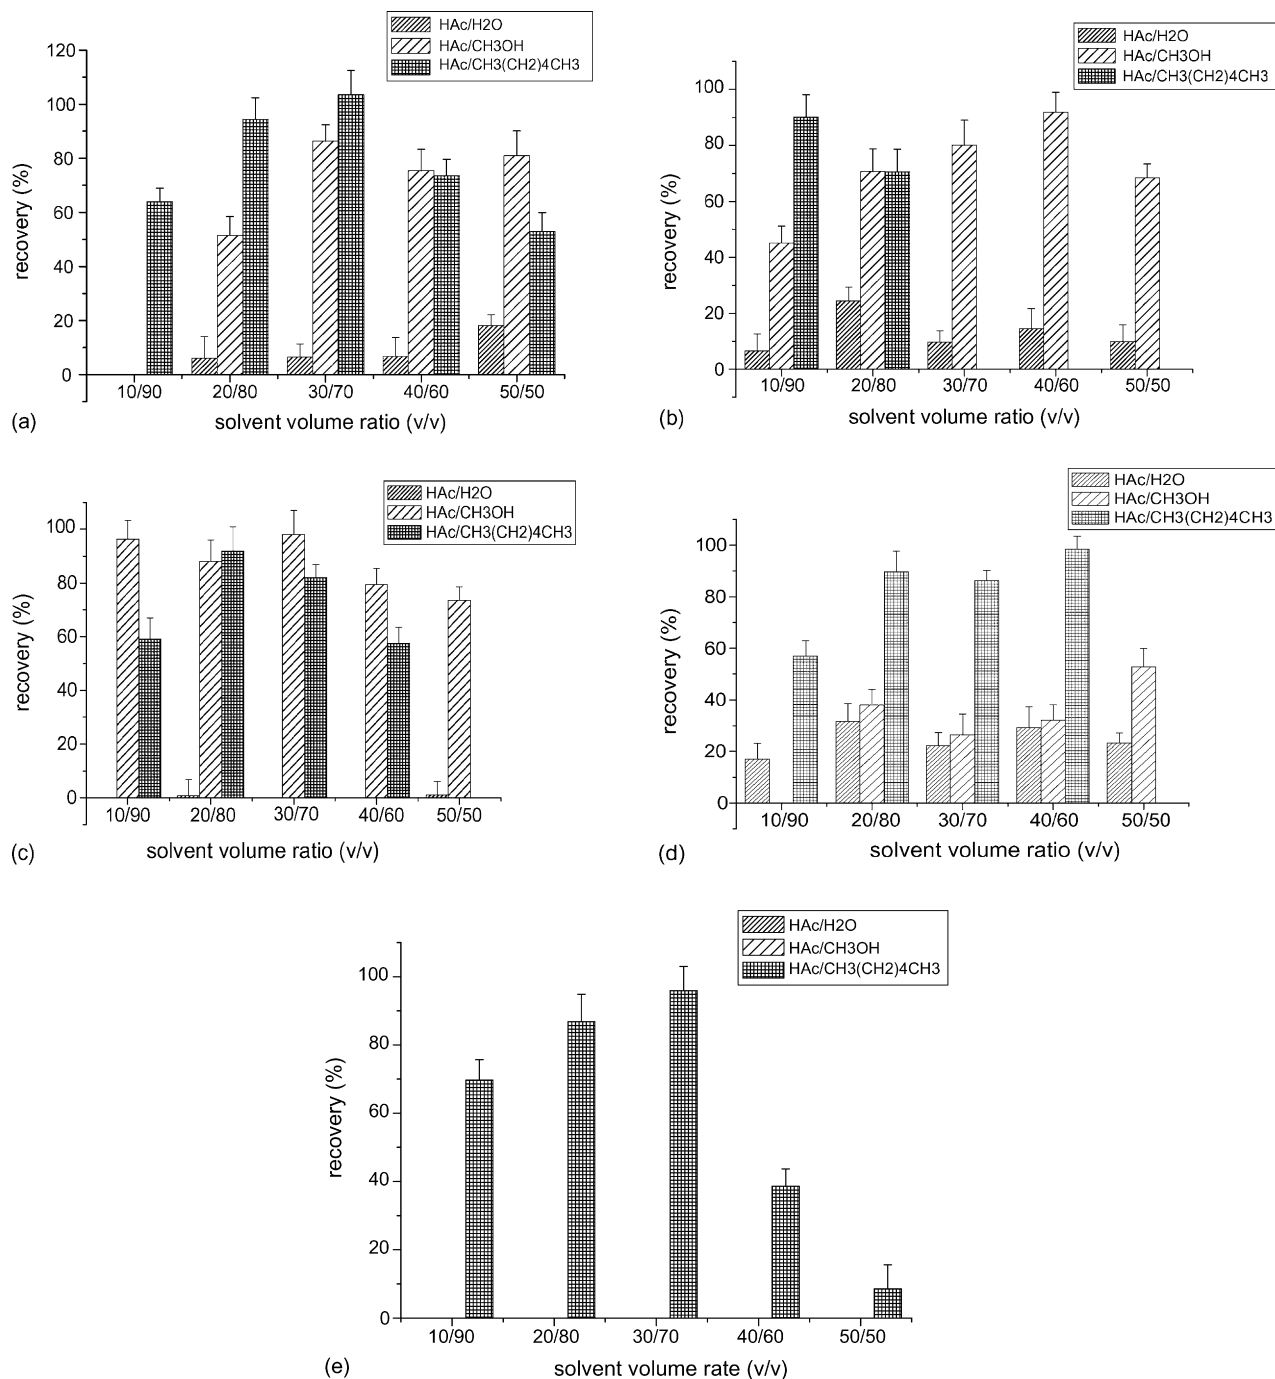 HAc/H2O
HAc/CH3OH
HAc/CH3(CH2)4CH3
120
100
80
60
40
20
0
recovery (%)
10/90 20/80 30/70 40/60 50/50
solvent volume ratio (v/v)
(a)
HAc/H2O
HAc/CH3OH
HAc/CH3(CH2)4CH3
100
80
60
40
20
0
recovery (%)
10/90 20/80 30/70 40/60 50/50
solvent volume ratio (v/v)
(b)
HAc/H2O
HAc/CH3OH
HAc/CH3(CH2)4CH3
100
80
60
40
20
0
recovery (%)
10/90 20/80 30/70 40/60 50/50
solvent volume ratio (v/v)
(c)
HAc/H2O
HAc/CH3OH
HAc/CH3(CH2)4CH3
100
80
60
40
20
0
recovery (%)
10/90 20/80 30/70 40/60 50/50
solvent volume ratio (v/v)
(d)
HAc/H2O
HAc/CH3OH
HAc/CH3(CH2)4CH3
100
80
60
40
20
0
recovery (%)
10/90 20/80 30/70 40/60 50/50
solvent volume rate (v/v)
(e)